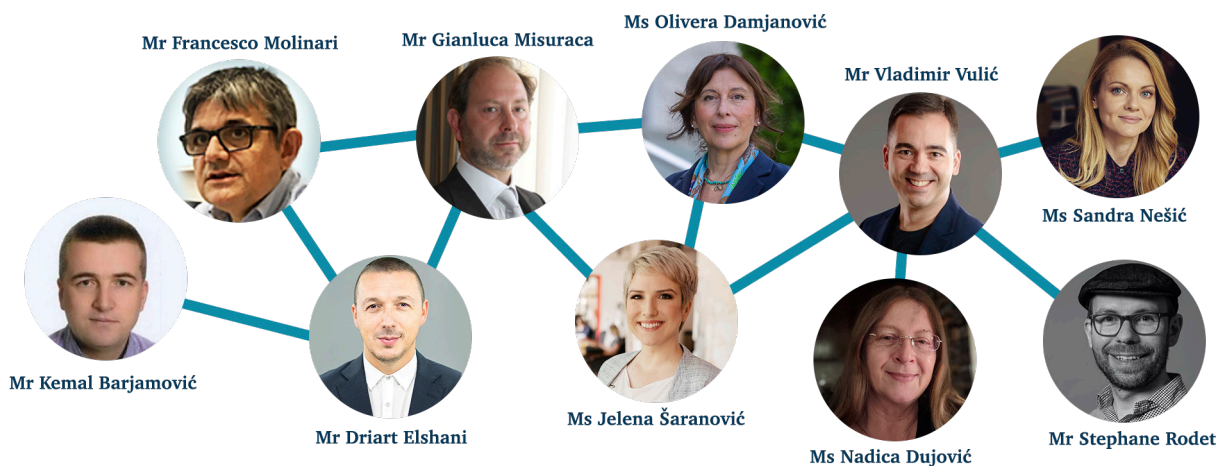 Ms Olivera Damjanović
Mr Francesco Molinari
Mr Gianluca Misuraca
Mr Vladimir Vulić
Ms Sandra Nešić
Mr Kemal Barjamović
Ms Jelena Šaranović
Mr Driart Elshani
Mr Stephane Rodet
Ms Nadica Dujović